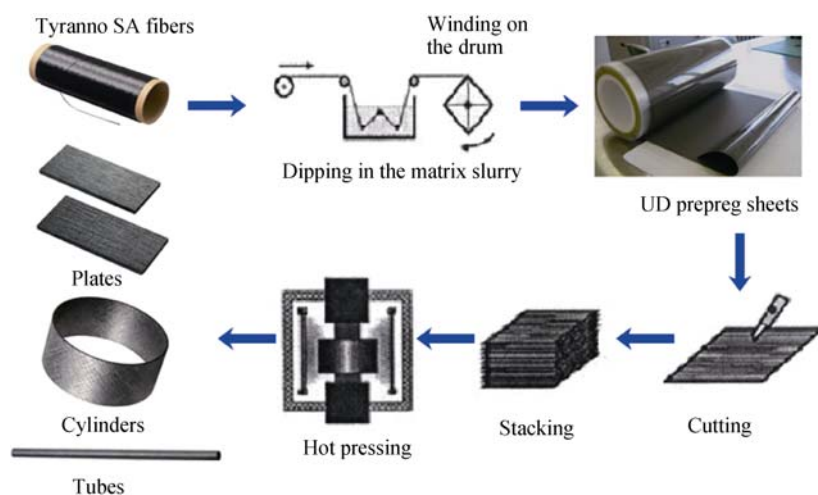 Tyranno SA fibers
Winding on
the drum
Dipping in the matrix slurry
UD prepreg sheets
Cutting
Stacking
Hot pressing
Plates
Cylinders
Tubes